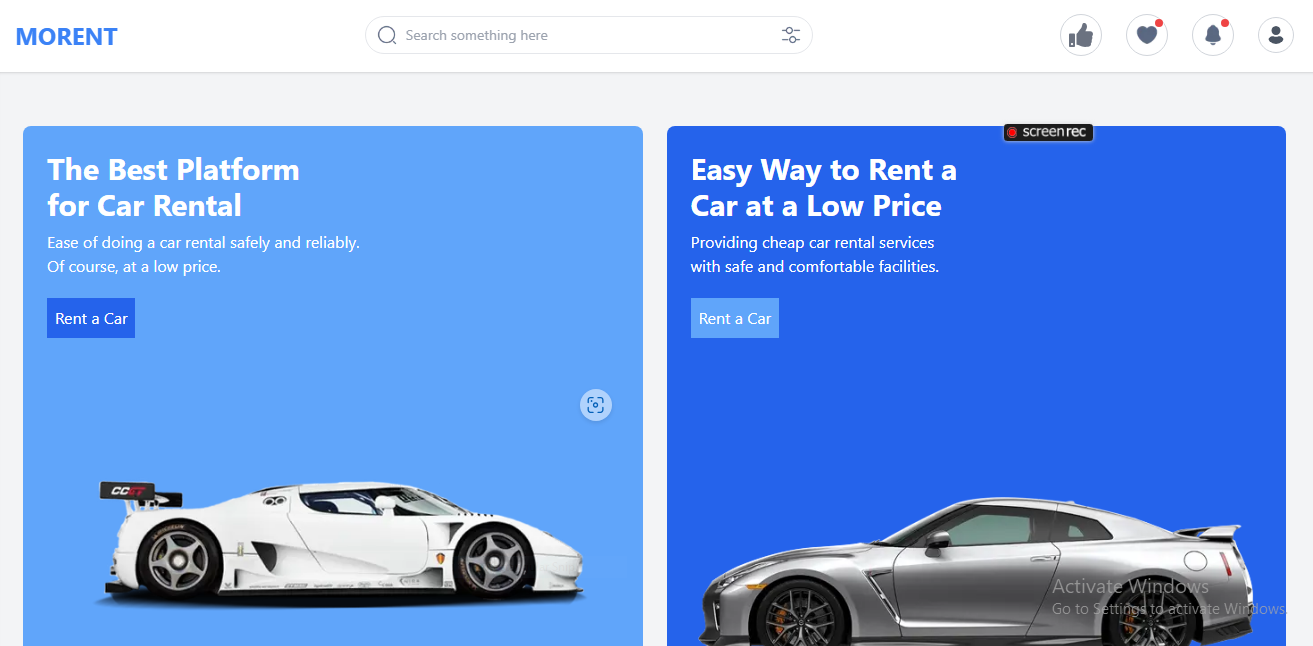 MORENT
Search something here
screenrec
The Best Platform
for Car Rental
Ease of doing a car rental safely and reliably.
Of course, at a low price.
Rent a Car
Easy Way to Rent a
Car at a Low Price
Providing cheap car rental services
with safe and comfortable facilities.
Rent a Car
CCGT
Activate Windows
Go to Settings to activate Windows.